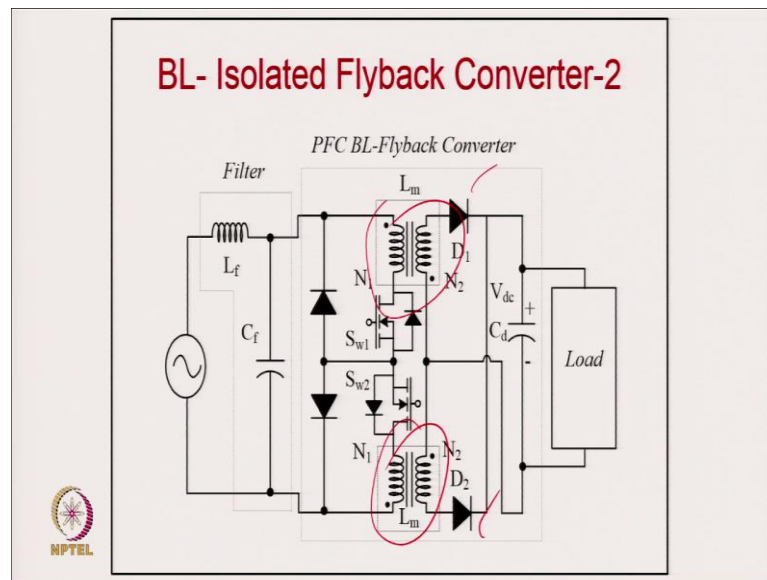 BL- Isolated Flyback Converter-2
PFC BL-Flyback Converter
Filter
Lm
Lf
D1
N1
N2
Vdc
+
Cf
Sw1
Cd
Load
-
Sw2
N1
N2
D2
Lm
NPTEL